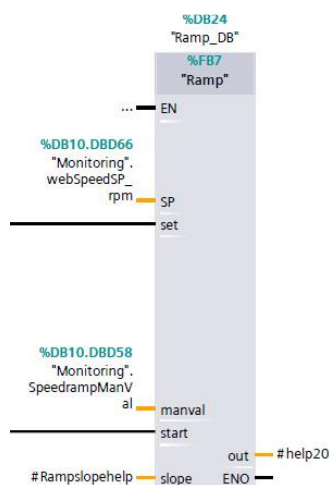 %DB24
"Ramp_DB"
%FB7
"Ramp"
... EN
%DB10.DBD66
"Monitoring".
webSpeedSP_
rpm SP
set
%DB10.DBD58
"Monitoring".
SpeedrampManV
al manval
start
out #help20
#Rampslopehelp slope ENO